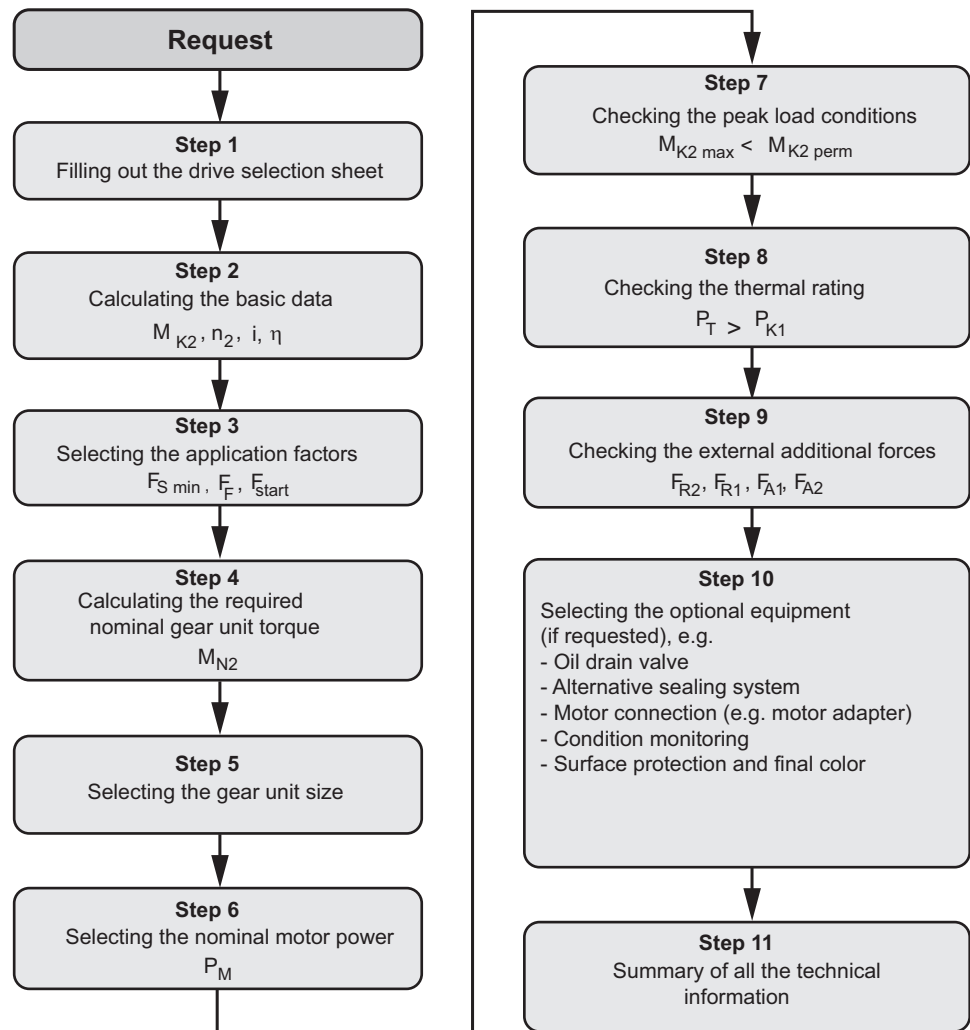 Request
Step 1
Filling out the drive selection sheet
Step 2
Calculating the basic data
M K2 , n2 , i, η
Step 3
Selecting the application factors
FS min , FF , Fstart
Step 4
Calculating the required
nominal gear unit torque
MN2
Step 5
Selecting the gear unit size
Step 6
Selecting the nominal motor power
PM
Step 7
Checking the peak load conditions
MK2 max < MK2 perm
Step 8
Checking the thermal rating
PT > PK1
Step 9
Checking the external additional forces
FR2, FR1, FA1, FA2
Step 10
Selecting the optional equipment
(if requested), e.g.
- Oil drain valve
- Alternative sealing system
- Motor connection (e.g. motor adapter)
- Condition monitoring
- Surface protection and final color
Step 11
Summary of all the technical
information